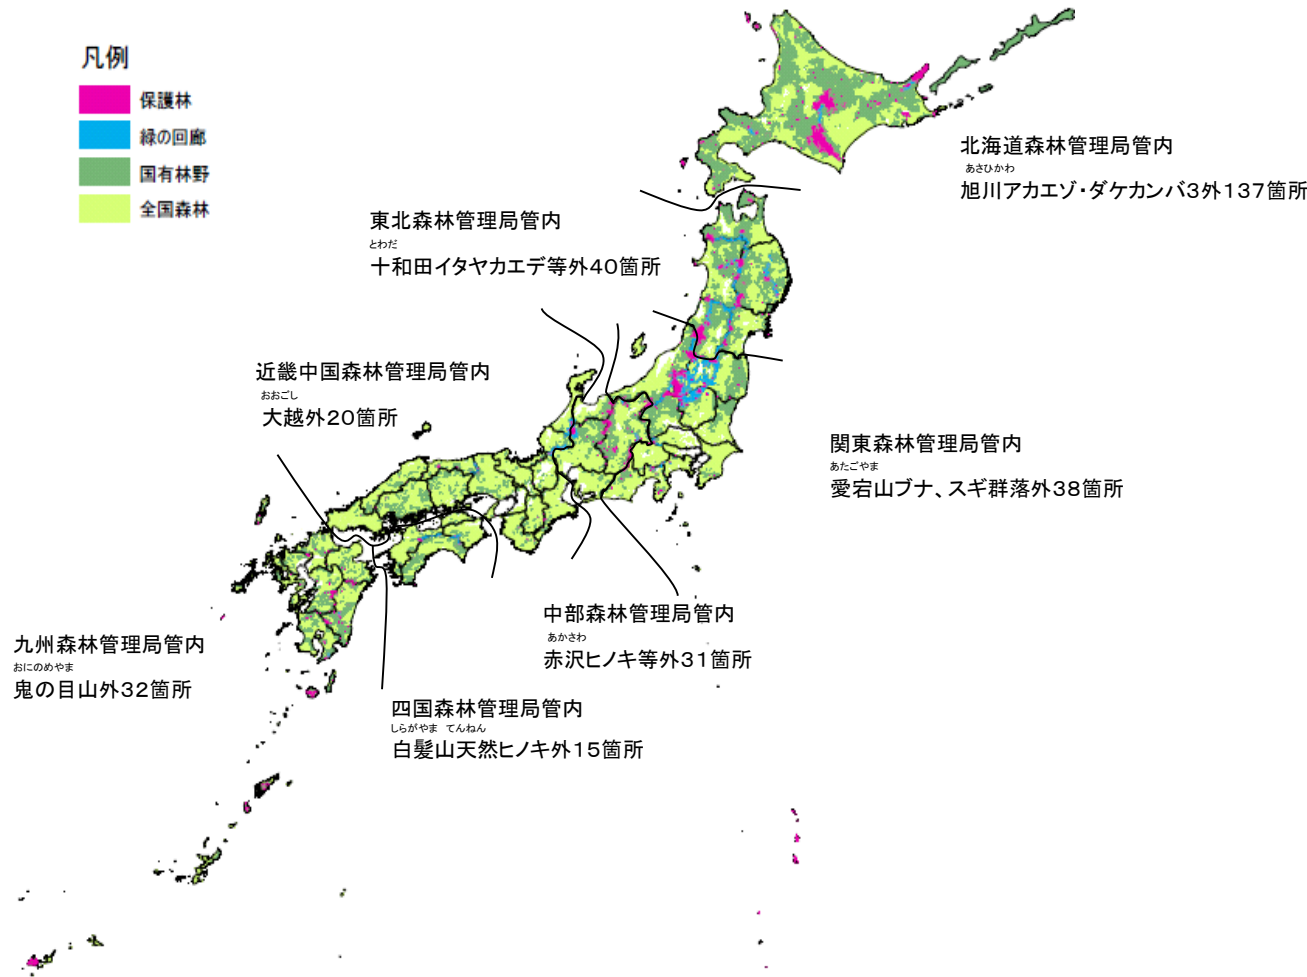 凡例
保護林
緑の回廊
国有林野
全国森林
北海道森林管理局管内
あさひかわ
旭川アカエゾ・ダケカンバ3外137箇所
東北森林管理局管内
とわだ
十和田イタヤカエデ等外40箇所
近畿中国森林管理局管内
おおごし
大越外20箇所
関東森林管理局管内
あたごやま
愛宕山ブナ、スギ群落外38箇所
中部森林管理局管内
あかさわ
赤沢ヒノキ等外31箇所
九州森林管理局管内
おにのめやま
鬼の目山外32箇所
四国森林管理局管内
しらがやま てんねん
白髪山天然ヒノキ外15箇所